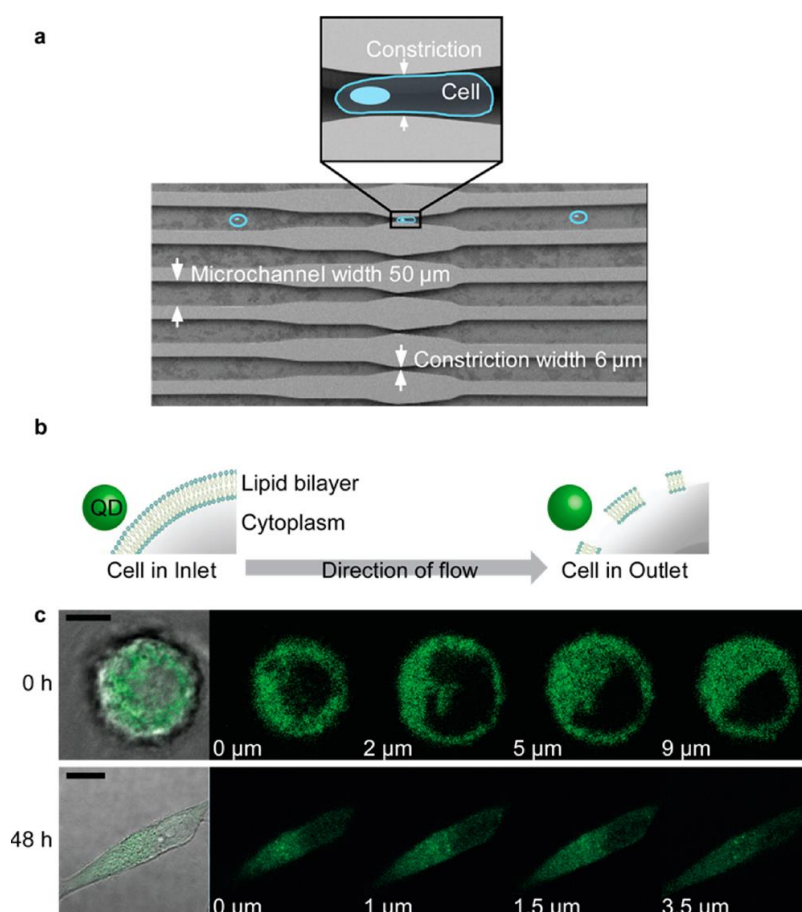 a
Constriction
Cell
Microchannel width 50 μm
Constriction width 6 μm
b
QD
Lipid bilayer
Cytoplasm
Cell in Inlet
Direction of flow
Cell in Outlet
c
0 h
0 μm
2 μm
5 μm
9 μm
48 h
0 μm
1 μm
1.5 μm
3.5 μm